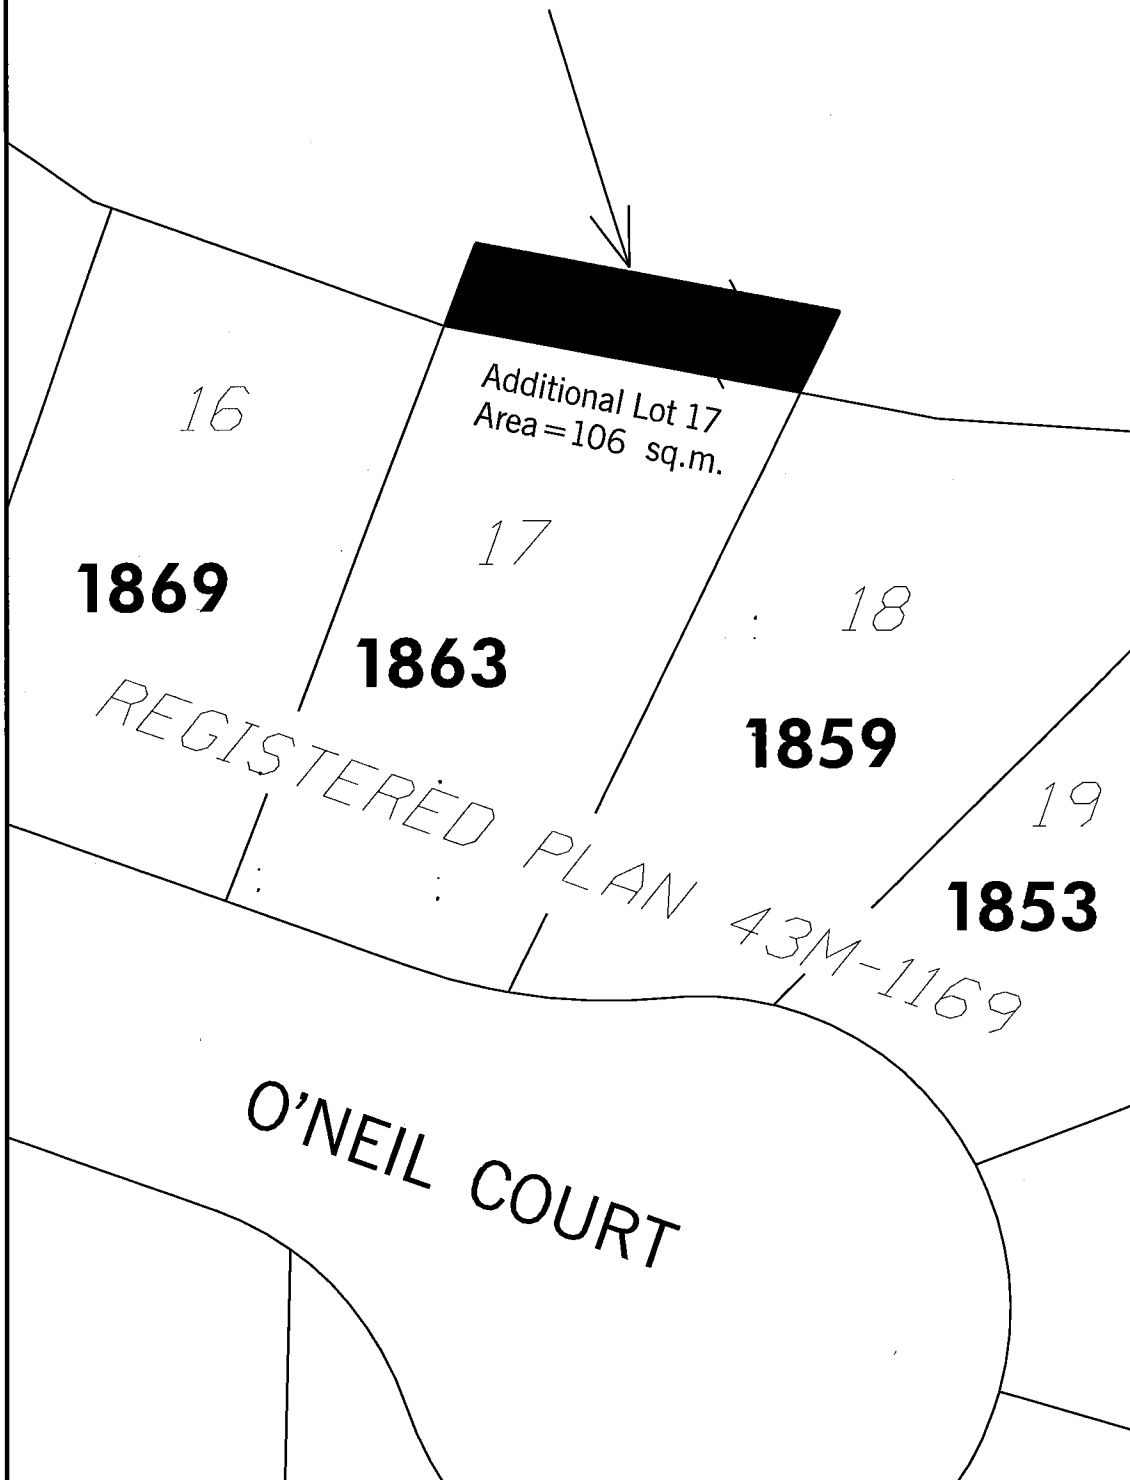 Additional Lot 17
Area=106 sq.m.
16
17
18
19
1869
1863
1859
1853
REGISTERED PLAN 43M-1169
O'NEIL COURT